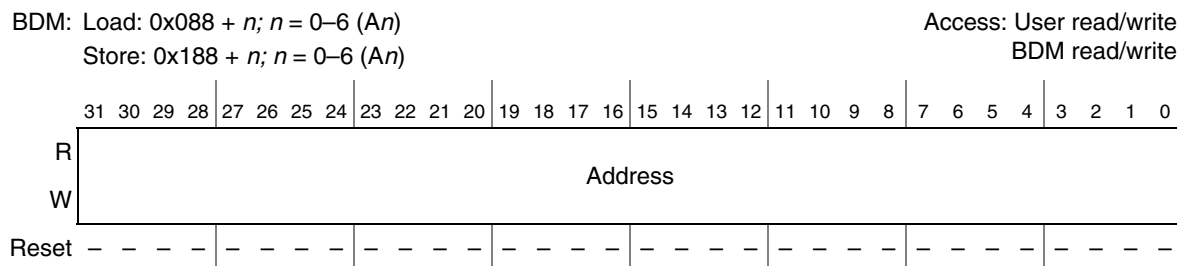 BDM: Load: 0x088 + n; n = 0–6 (An) Access: User read/write
Store: 0x188 + n; n = 0–6 (An) BDM read/write
31 30 29 28 27 26 25 24 23 22 21 20 19 18 17 16 15 14 13 12 11 10 9 8 7 6 5 4 3 2 1 0
R
Address
W
Reset – – – – – – – – – – – – – – – – – – – – – – – – – – – – – – – –